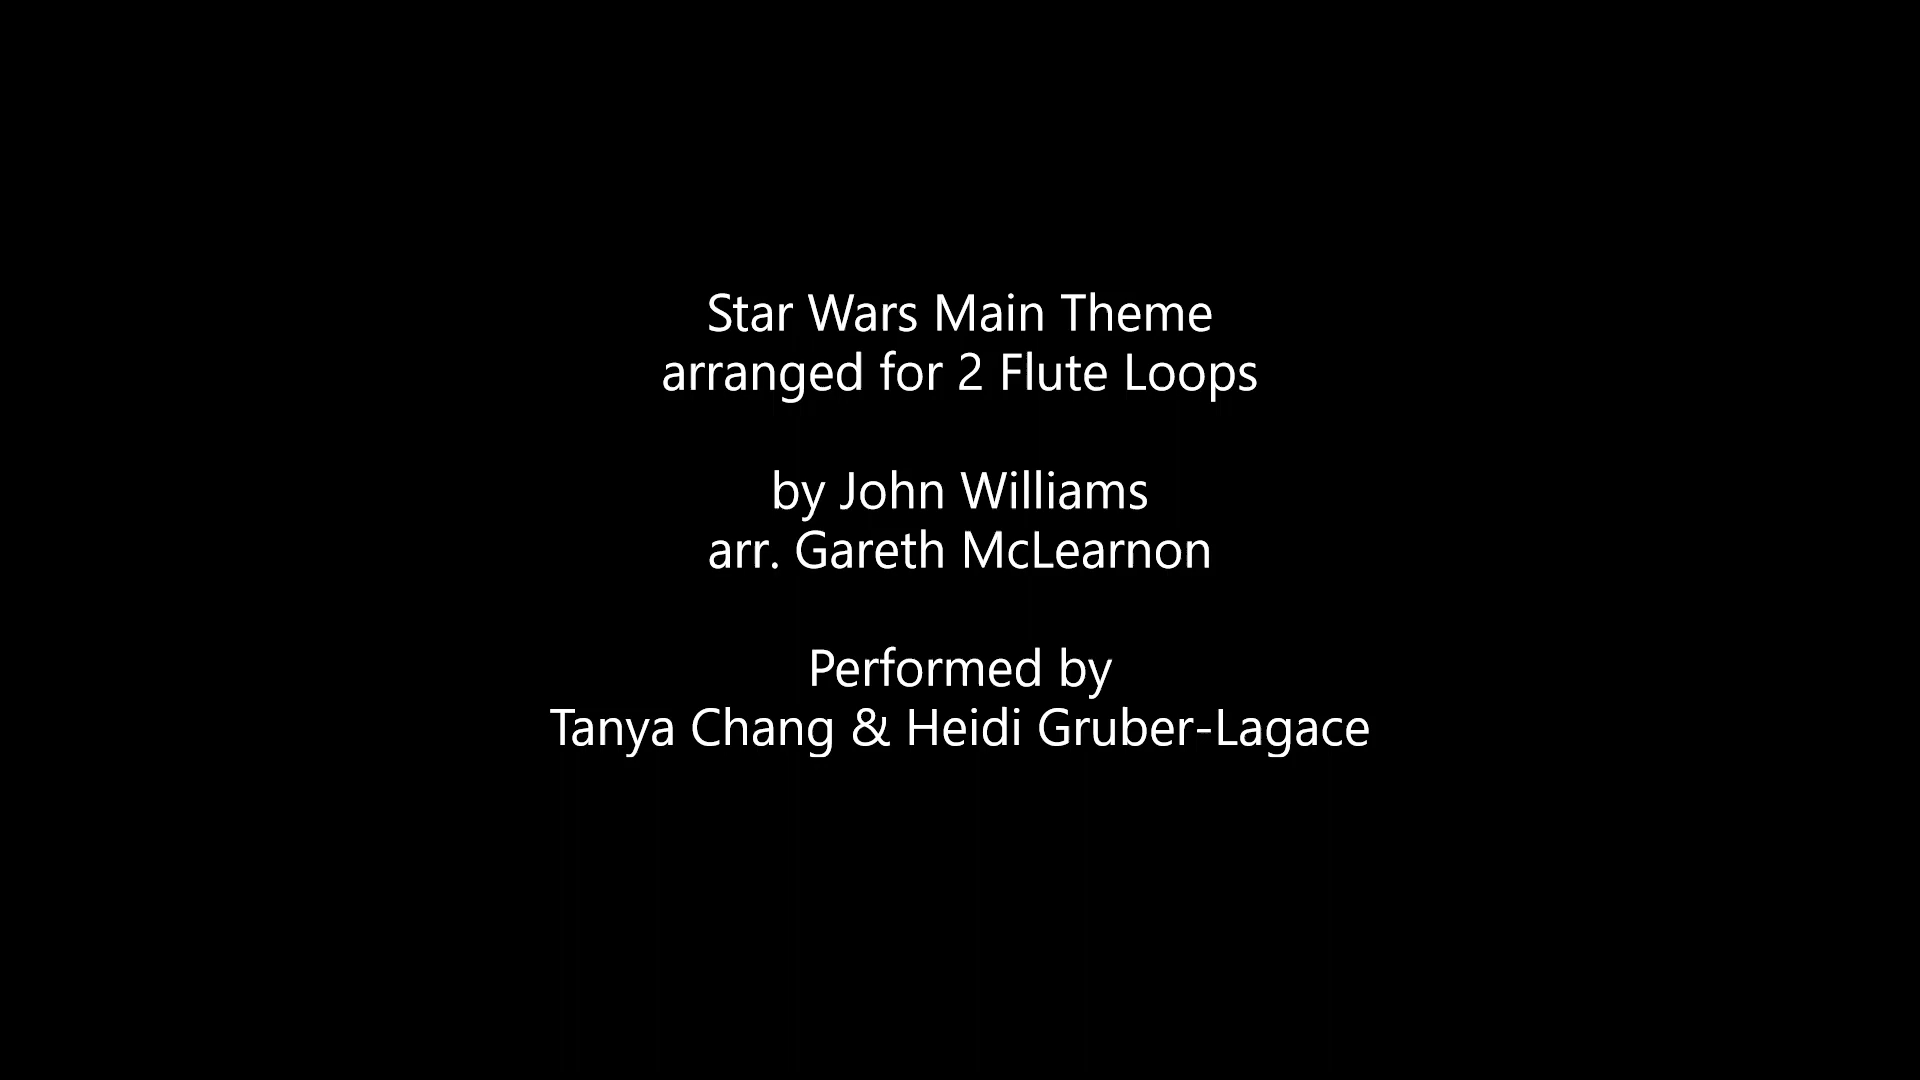 Star Wars Main Theme
arranged for 2 Flute Loops
by John Williams
arr. Gareth McLearnon
Performed by
Tanya Chang & Heidi Gruber-Lagace